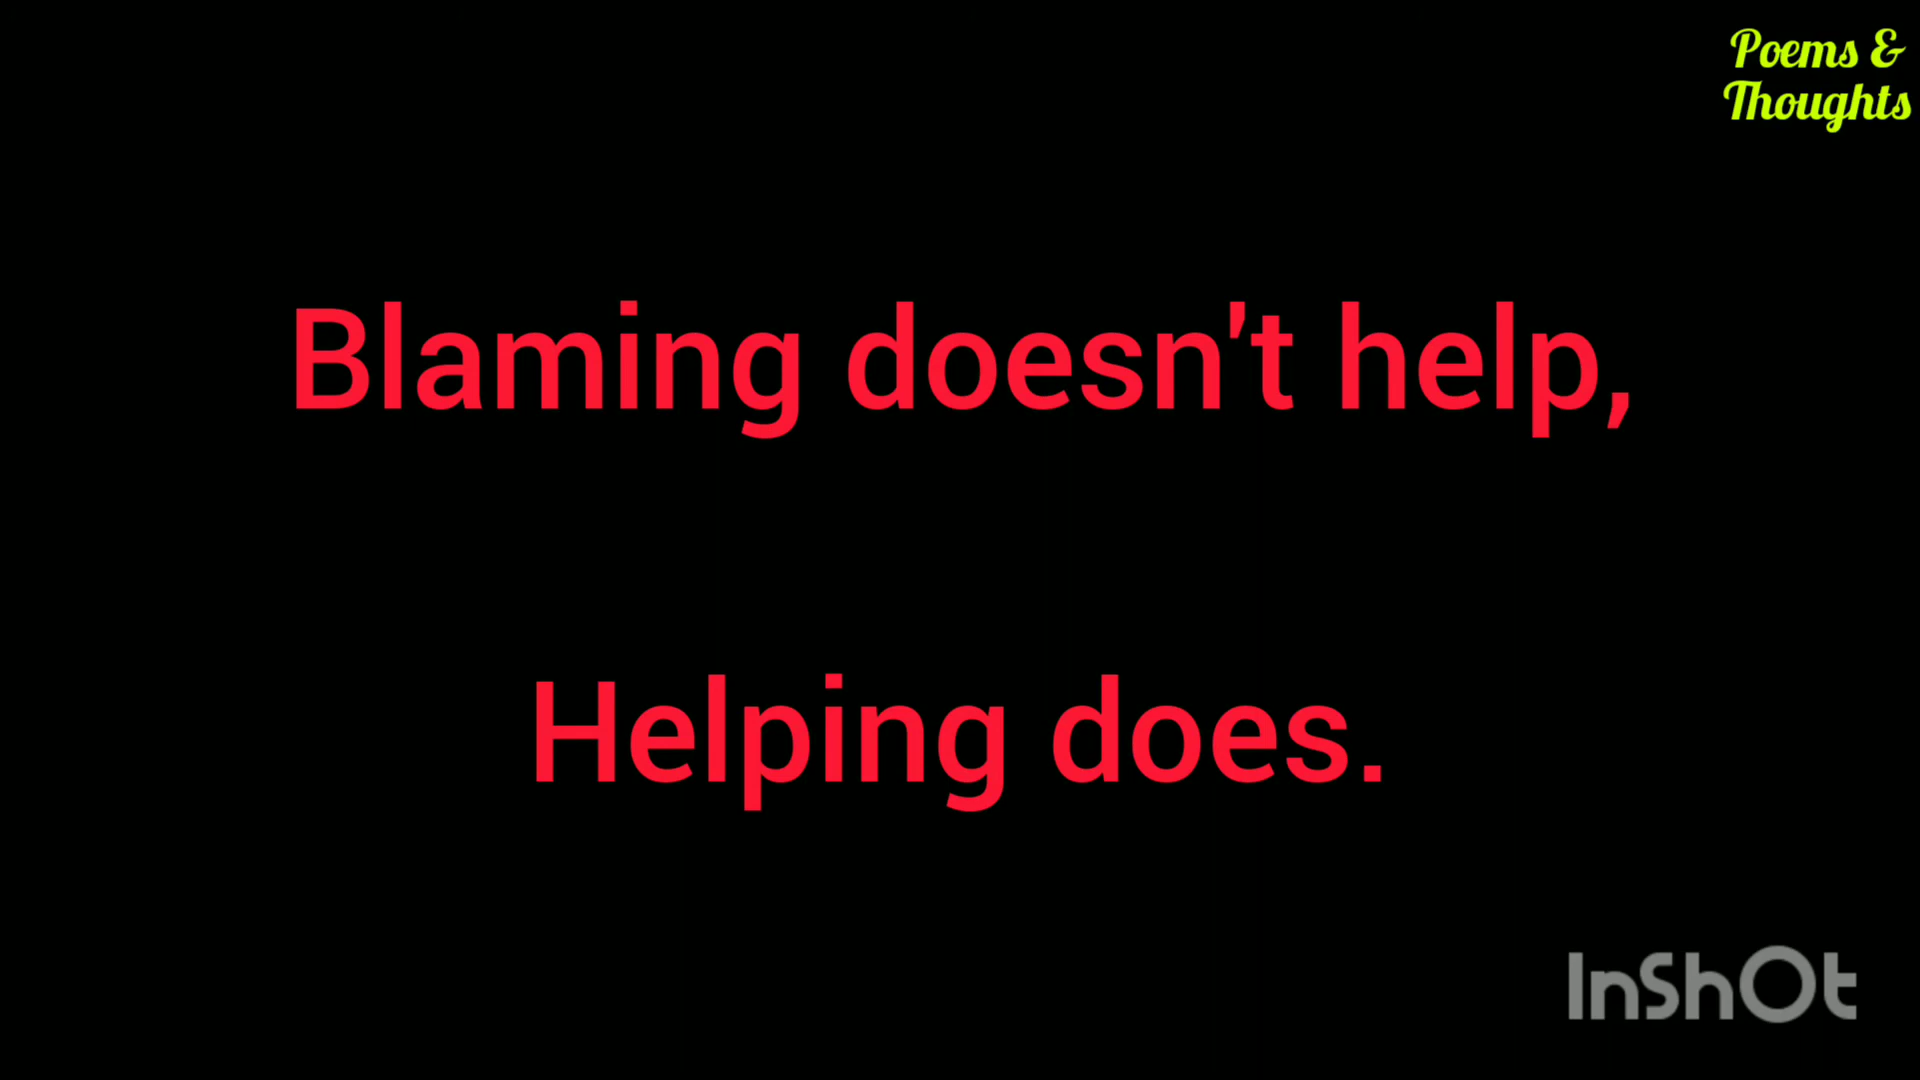 Poems &
Thoughts
Blaming doesn't help,
Helping does.
InShOt